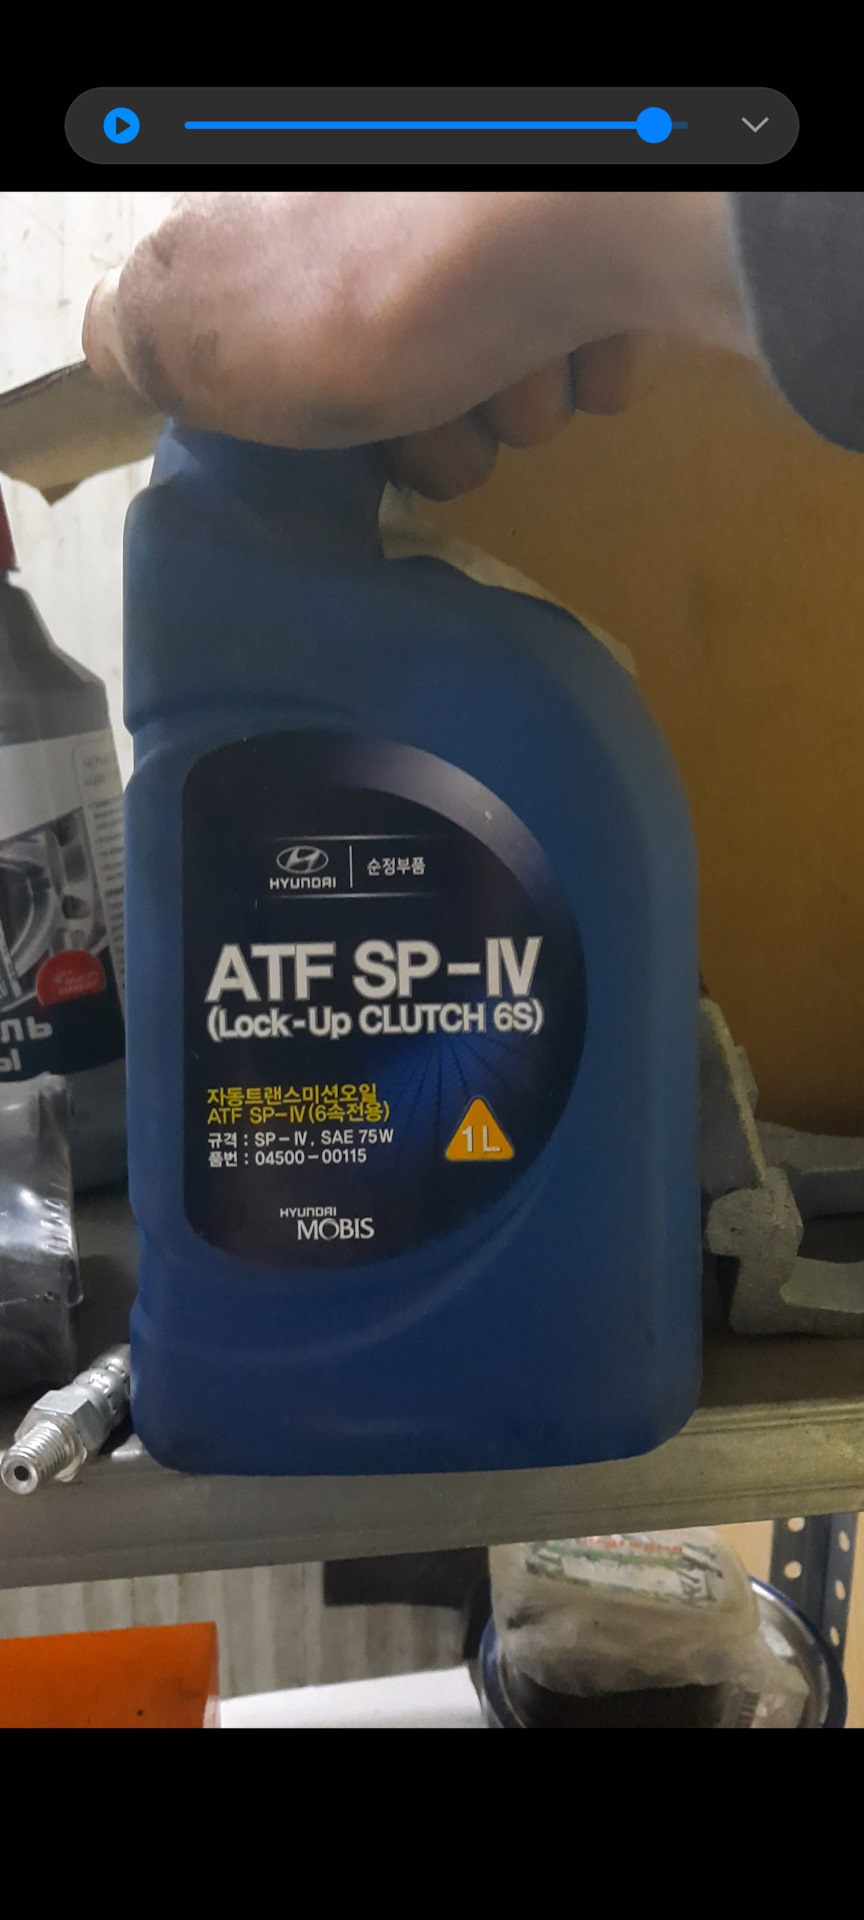 HYUNDAI
순정부품
ATF SP-IV
(Lock-Up CLUTCH 6S)
자동트랜스미션오일
ATF SP-IV(6속전용)
규격 : SP-IV, SAE 75W
품번 : 04500-00115
1L
HYUNDAI
MOBIS